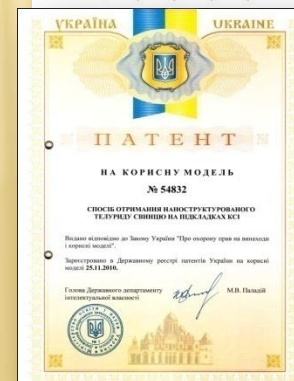 УКРАЇНА
UKRAINE
ПАТЕНТ
НА КОРИСНУ МОДЕЛЬ
№ 54832
СПОСІБ ОТРИМАННЯ НАНОСТРУКТУРОВАНОГО
ТЕЛУРИДУ СВИНЦЮ НА ПІДКЛАДКАХ KCl
Видано відповідно до Закону України "Про охорону прав на винаходи
і корисні моделі".
Зареєстровано в Державному реєстрі патентів України на корисні
моделі 25.11.2010.
Голова Державного департаменту
інтелектуальної власності
М.В. Паладій